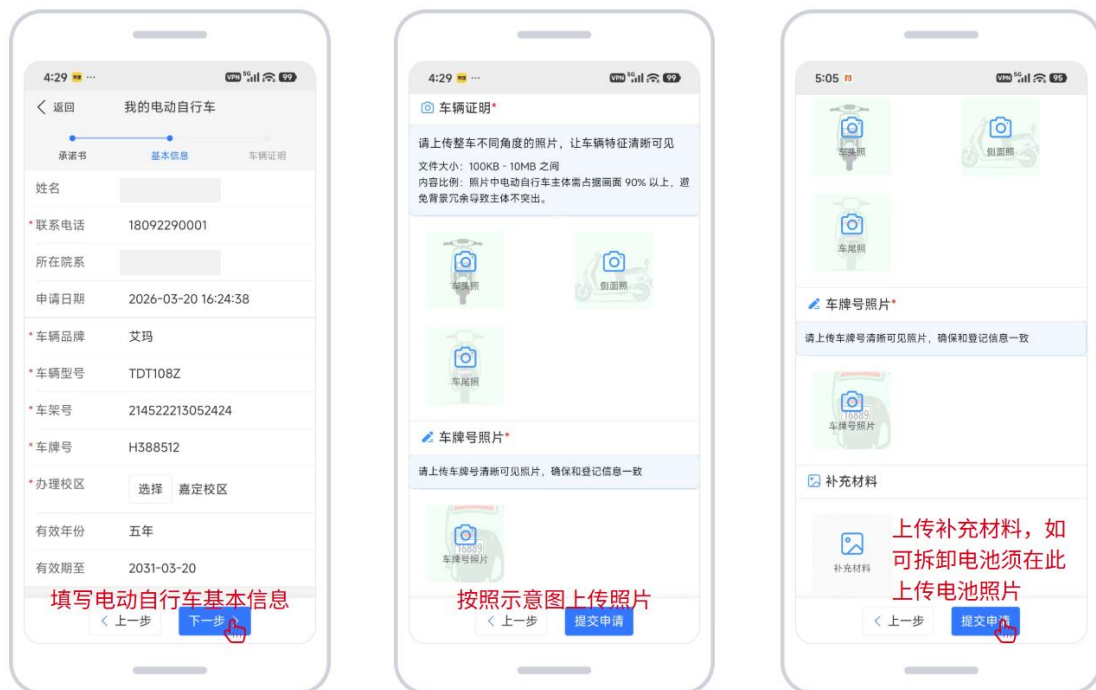 4:29 ···
VPN 5G 99
返回 我的电动自行车
承诺书 基本信息 车辆证明
姓名
*联系电话 18092290001
所在院系
申请日期 2026-03-20 16:24:38
*车辆品牌 艾玛
*车辆型号 TDT108Z
*车架号 214522213052424
*车牌号 H388512
*办理校区 选择 嘉定校区
有效年份 五年
有效期至 2031-03-20
填写电动自行车基本信息
< 上一步 下一步 >
4:29 ···
VPN 5G 99
车辆证明*
请上传整车不同角度的照片，让车辆特征清晰可见
文件大小：100KB - 10MB 之间
内容比例：照片中电动自行车主体需占据画面 90% 以上，避
免背景冗余导致主体不突出。
车头照 侧面照
车尾照
车牌号照片*
请上传车牌号清晰可见照片，确保和登记信息一致
16889
车牌号照片
按照示意图上传照片
< 上一步 提交申请
5:05
VPN 5G 95
车头照 侧面照
车尾照
车牌号照片*
请上传车牌号清晰可见照片，确保和登记信息一致
16889
车牌号照片
补充材料
补充材料
上传补充材料，如
可拆卸电池须在此
上传电池照片
< 上一步 提交申请